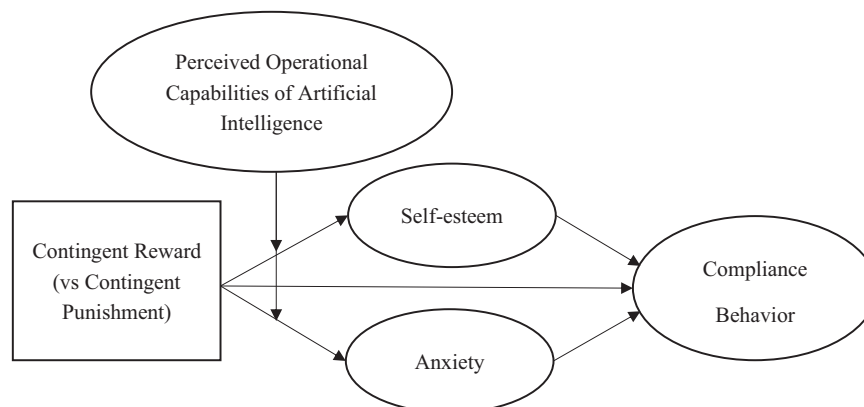 Perceived Operational
Capabilities of Artificial
Intelligence
Self-esteem
Contingent Reward
(vs Contingent
Punishment)
Compliance
Behavior
Anxiety